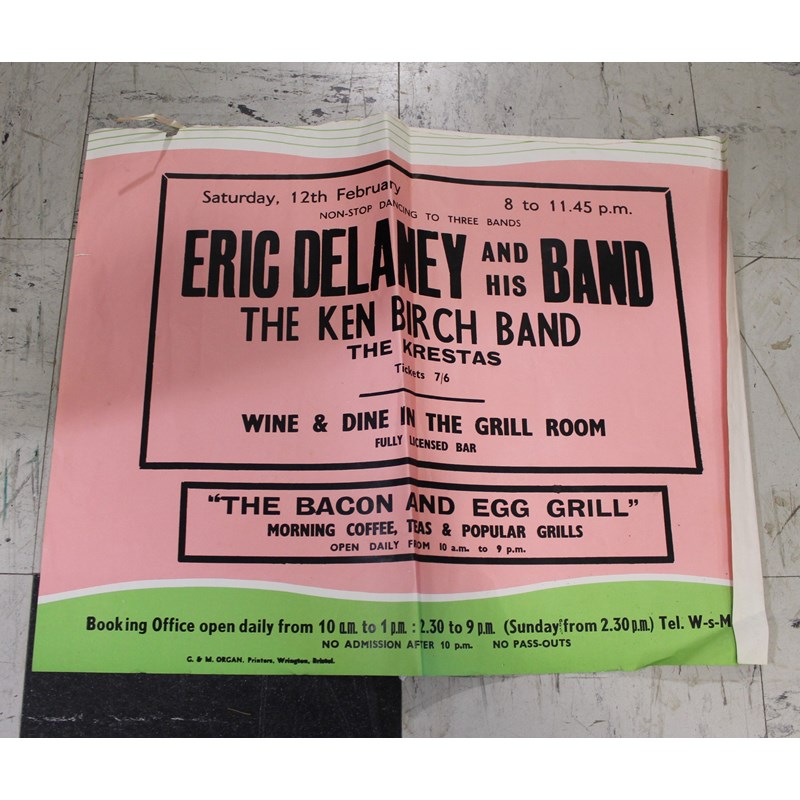 Saturday, 12th February 8 to 11.45 p.m.
NON-STOP DANCING TO THREE BANDS
ERIC DELANEY AND HIS BAND
THE KEN BIRCH BAND
THE KRESTAS
Tickets 7/6
WINE & DINE IN THE GRILL ROOM
FULLY LICENSED BAR
"THE BACON AND EGG GRILL"
MORNING COFFEE, TEAS & POPULAR GRILLS
OPEN DAILY FROM 10 a.m. to 9 p.m.
Booking Office open daily from 10 a.m. to 1 p.m. : 2.30 to 9 p.m. (Sunday from 2.30 p.m.) Tel. W-s-M
NO ADMISSION AFTER 10 p.m. NO PASS-OUTS
G. & M. ORGAN, Printers, Wrington, Bristol.